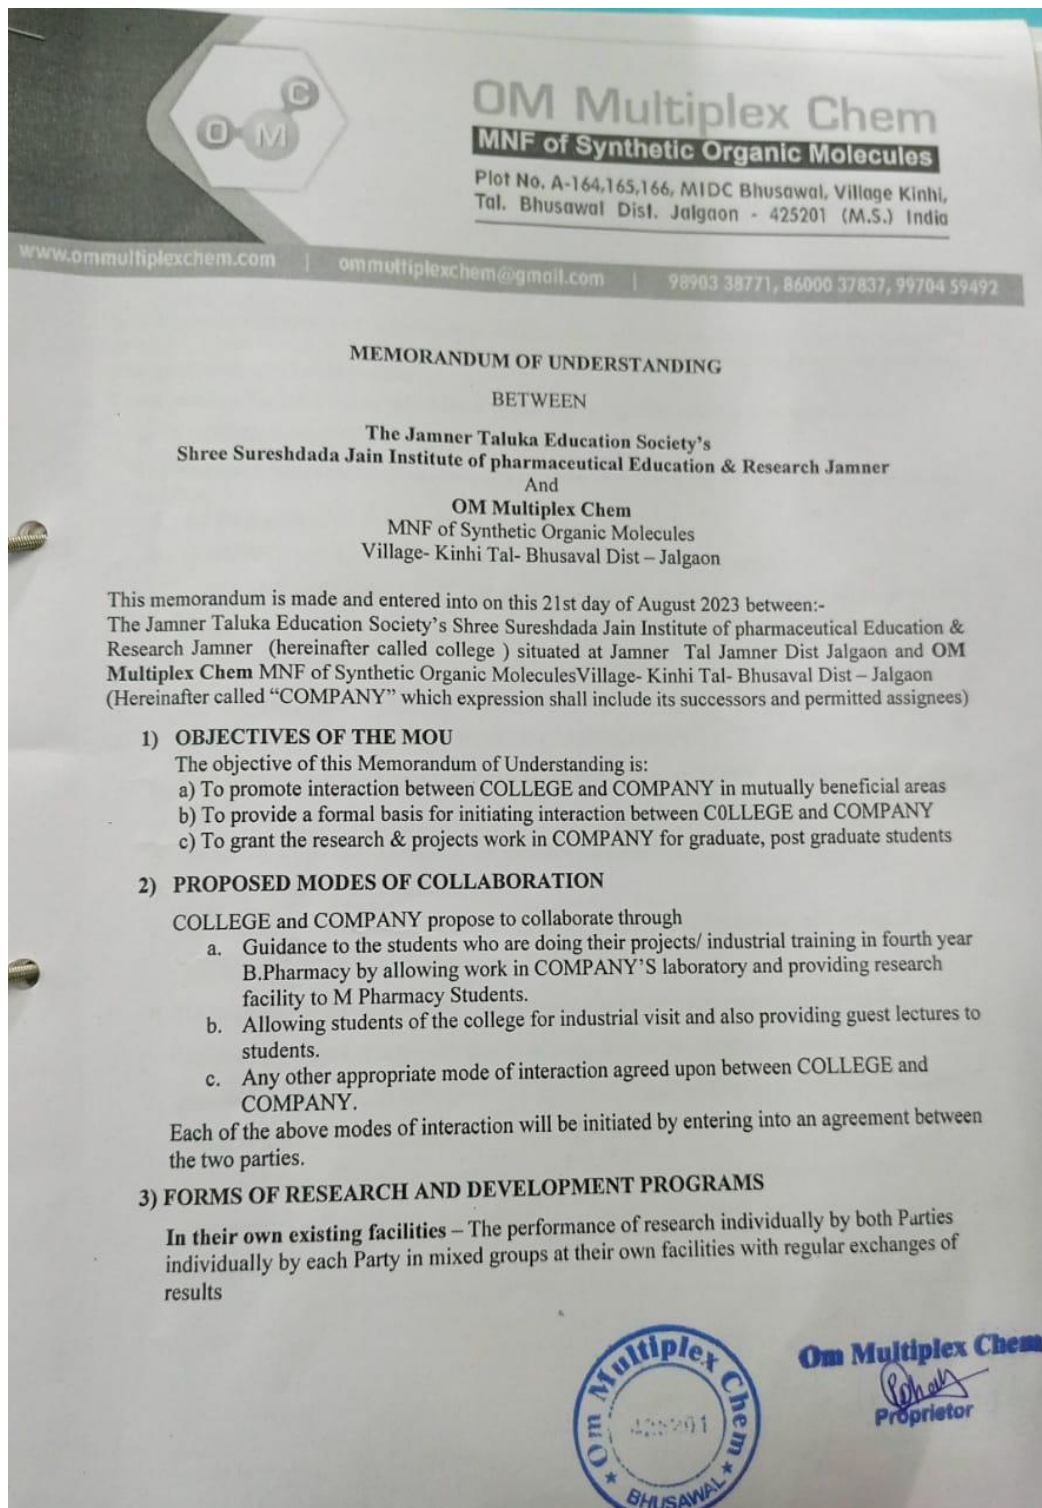 O M C
OM Multiplex Chem
MNF of Synthetic Organic Molecules
Plot No. A-164,165,166, MIDC Bhusawal, Village Kinhi,
Tal. Bhusawal Dist. Jalgaon - 425201 (M.S.) India
www.ommultiplexchem.com | ommultiplexchem@gmail.com | 98903 38771, 86000 37837, 99704 59492
MEMORANDUM OF UNDERSTANDING
BETWEEN
The Jamner Taluka Education Society's
Shree Sureshdada Jain Institute of pharmaceutical Education & Research Jamner
And
OM Multiplex Chem
MNF of Synthetic Organic Molecules
Village- Kinhi Tal- Bhusaval Dist – Jalgaon
This memorandum is made and entered into on this 21st day of August 2023 between:-
The Jamner Taluka Education Society's Shree Sureshdada Jain Institute of pharmaceutical Education &
Research Jamner (hereinafter called college ) situated at Jamner Tal Jamner Dist Jalgaon and OM
Multiplex Chem MNF of Synthetic Organic MoleculesVillage- Kinhi Tal- Bhusaval Dist – Jalgaon
(Hereinafter called “COMPANY” which expression shall include its successors and permitted assignees)
1) OBJECTIVES OF THE MOU
The objective of this Memorandum of Understanding is:
a) To promote interaction between COLLEGE and COMPANY in mutually beneficial areas
b) To provide a formal basis for initiating interaction between C0LLEGE and COMPANY
c) To grant the research & projects work in COMPANY for graduate, post graduate students
2) PROPOSED MODES OF COLLABORATION
COLLEGE and COMPANY propose to collaborate through
a. Guidance to the students who are doing their projects/ industrial training in fourth year
B.Pharmacy by allowing work in COMPANY'S laboratory and providing research
facility to M Pharmacy Students.
b. Allowing students of the college for industrial visit and also providing guest lectures to
students.
c. Any other appropriate mode of interaction agreed upon between COLLEGE and
COMPANY.
Each of the above modes of interaction will be initiated by entering into an agreement between
the two parties.
3) FORMS OF RESEARCH AND DEVELOPMENT PROGRAMS
In their own existing facilities – The performance of research individually by both Parties
individually by each Party in mixed groups at their own facilities with regular exchanges of
results
Om Multiplex Chem
425201
BHUSAWAL
Om Multiplex Chem
Proprietor